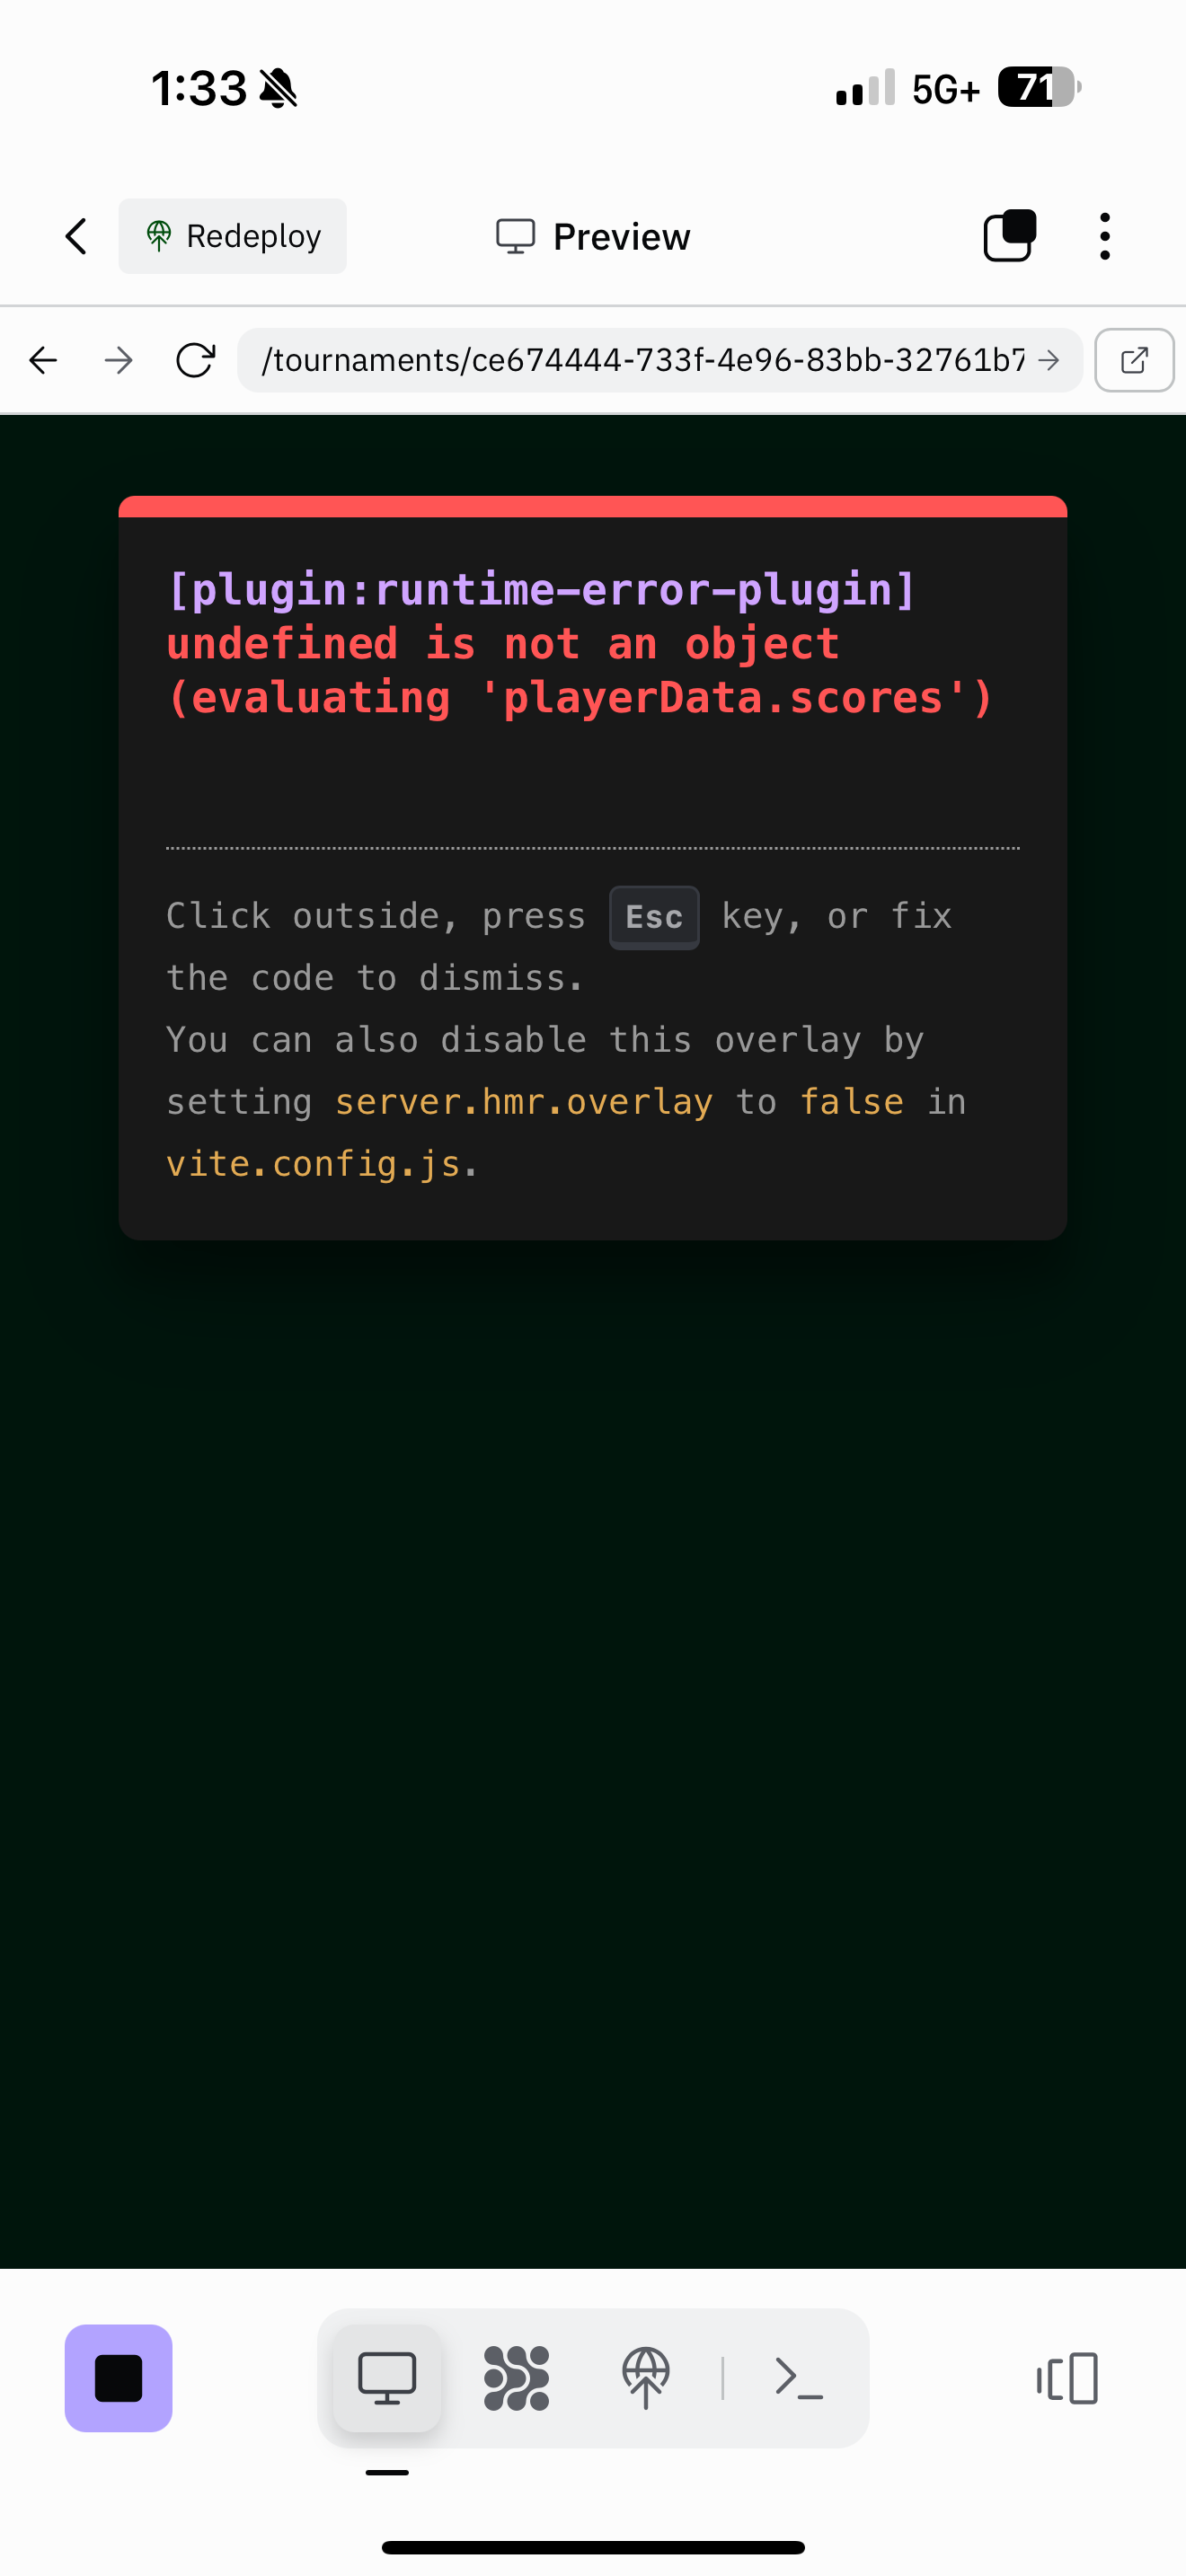 1:33
5G+
71
Redeploy
Preview
/tournaments/ce674444-733f-4e96-83bb-32761b7
[plugin:runtime-error-plugin]
undefined is not an object
(evaluating 'playerData.scores')
Click outside, press Esc key, or fix
the code to dismiss.
You can also disable this overlay by
setting server.hmr.overlay to false in
vite.config.js.